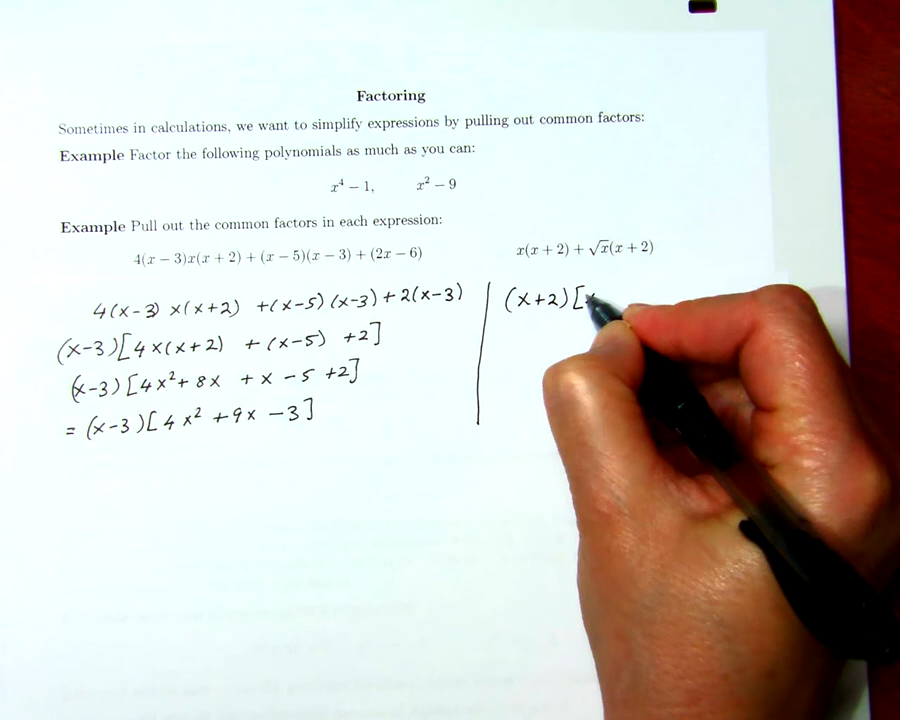 Factoring
Sometimes in calculations, we want to simplify expressions by pulling out common factors:
Example Factor the following polynomials as much as you can:
x⁴ − 1, x² − 9
Example Pull out the common factors in each expression:
4(x − 3)x(x + 2) + (x − 5)(x − 3) + (2x − 6)
x(x + 2) + √x(x + 2)
4(x-3) x(x+2) +(x-5)(x-3)+2(x-3)
(x-3)[4x(x+2) +(x-5) +2]
(x-3)[4x²+8x +x -5 +2]
=(x-3)[4x² +9x -3]
(x+2)[x